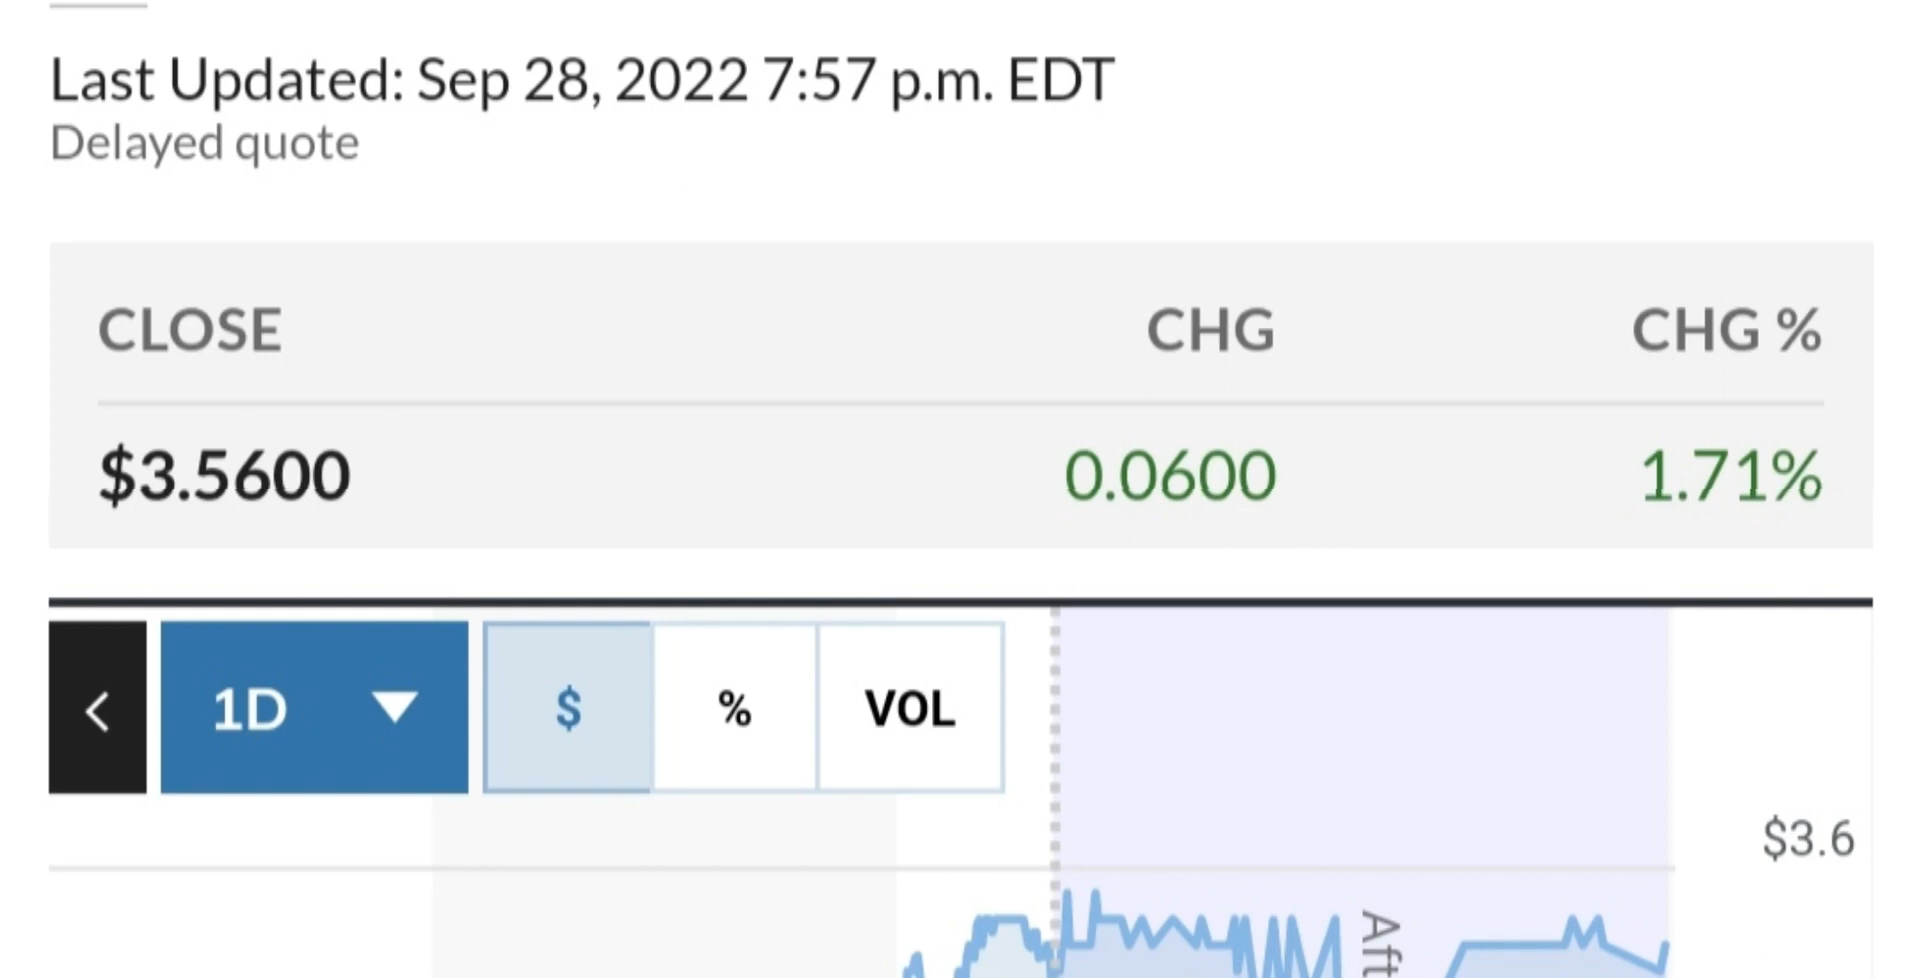 Last Updated: Sep 28, 2022 7:57 p.m. EDT
Delayed quote
CLOSE CHG CHG %
$3.5600 0.0600 1.71%
1D $ % VOL
$3.6
Aft